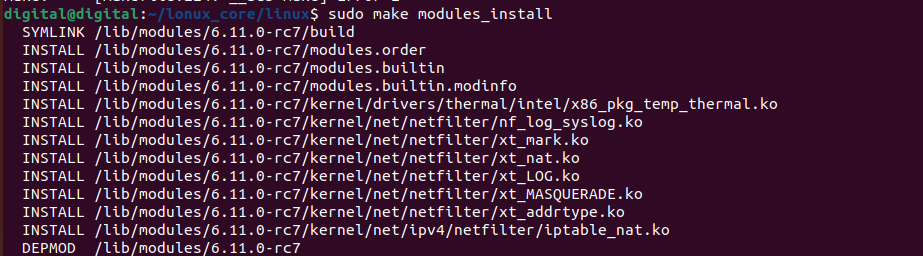 digital@digital:~/lonux_core/linux$ sudo make modules_install
SYMLINK /lib/modules/6.11.0-rc7/build
INSTALL /lib/modules/6.11.0-rc7/modules.order
INSTALL /lib/modules/6.11.0-rc7/modules.builtin
INSTALL /lib/modules/6.11.0-rc7/modules.builtin.modinfo
INSTALL /lib/modules/6.11.0-rc7/kernel/drivers/thermal/intel/x86_pkg_temp_thermal.ko
INSTALL /lib/modules/6.11.0-rc7/kernel/net/netfilter/nf_log_syslog.ko
INSTALL /lib/modules/6.11.0-rc7/kernel/net/netfilter/xt_mark.ko
INSTALL /lib/modules/6.11.0-rc7/kernel/net/netfilter/xt_nat.ko
INSTALL /lib/modules/6.11.0-rc7/kernel/net/netfilter/xt_LOG.ko
INSTALL /lib/modules/6.11.0-rc7/kernel/net/netfilter/xt_MASQUERADE.ko
INSTALL /lib/modules/6.11.0-rc7/kernel/net/netfilter/xt_addrtype.ko
INSTALL /lib/modules/6.11.0-rc7/kernel/net/ipv4/netfilter/iptable_nat.ko
DEPMOD /lib/modules/6.11.0-rc7